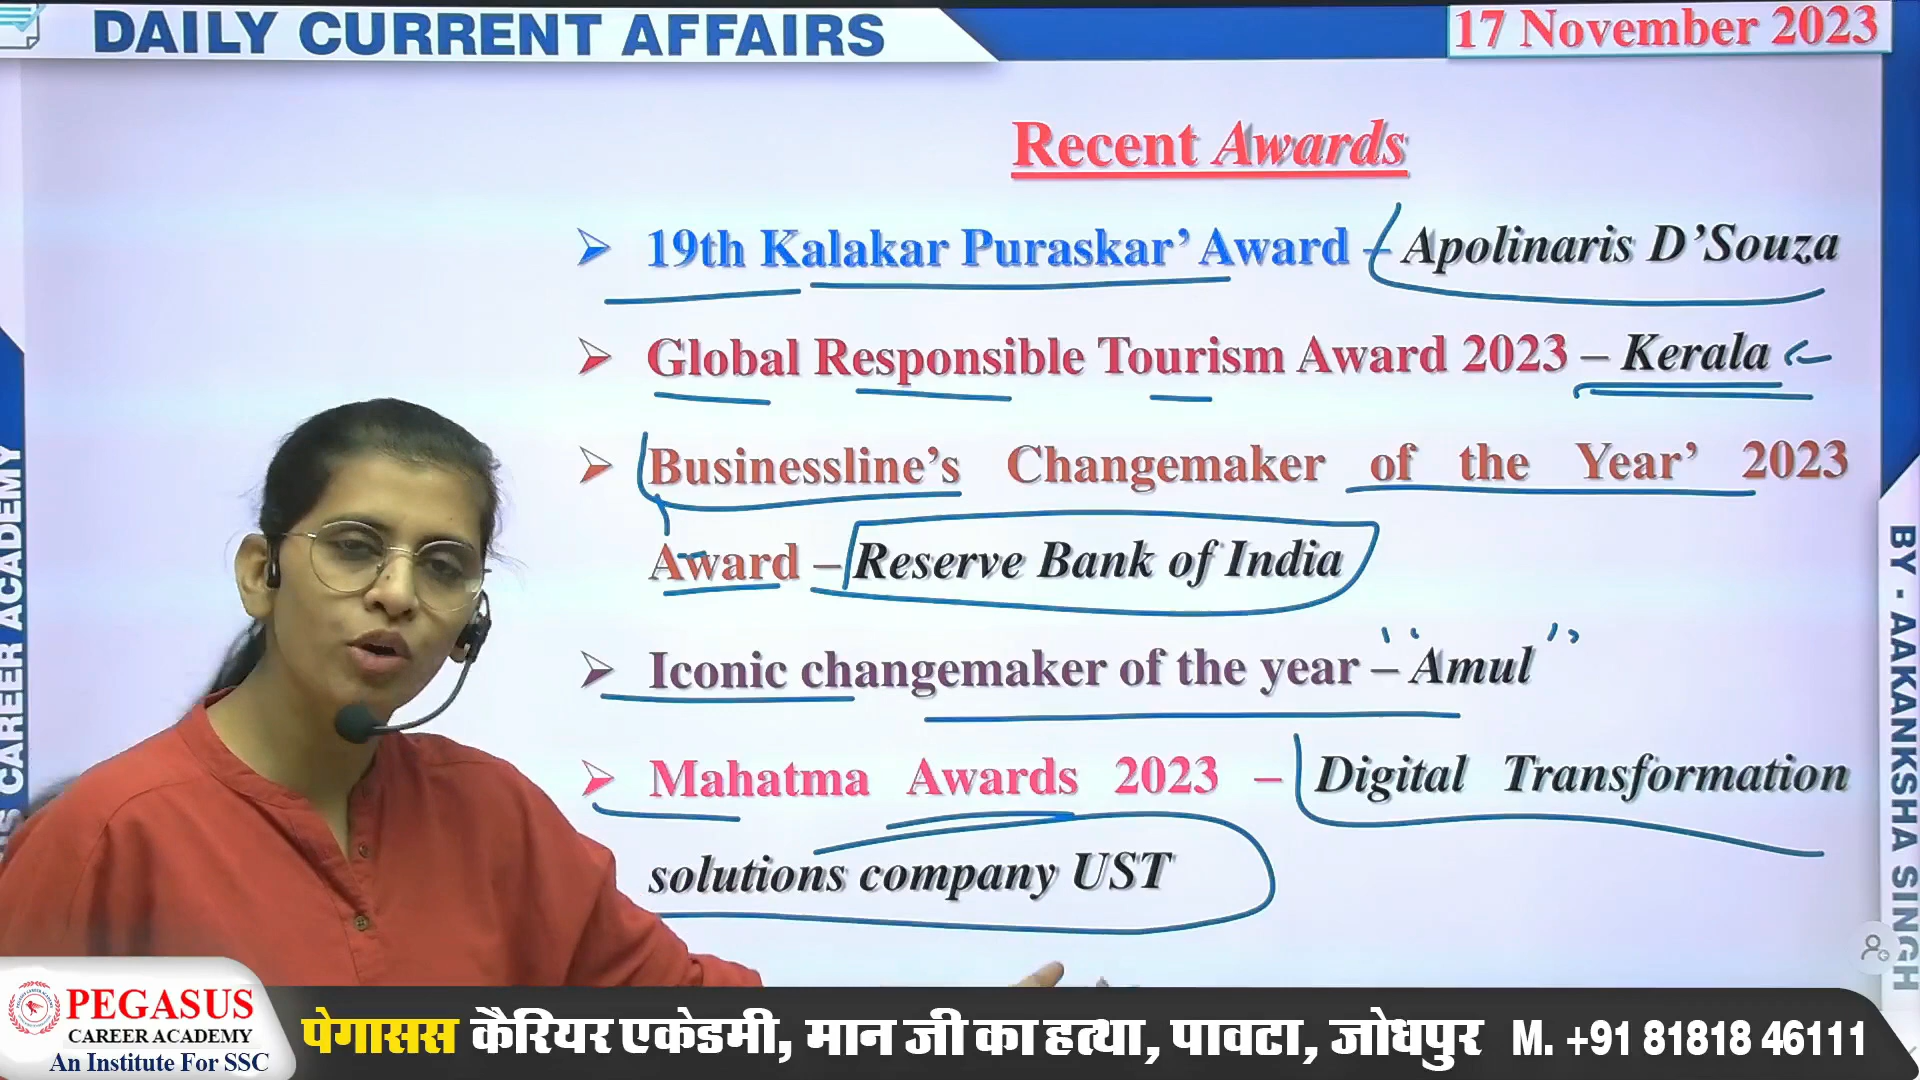 DAILY CURRENT AFFAIRS
17 November 2023
Recent Awards
19th Kalakar Puraskar’ Award – Apolinaris D’Souza
Global Responsible Tourism Award 2023 – Kerala
Businessline’s Changemaker of the Year’ 2023
Award – Reserve Bank of India
Iconic changemaker of the year – "Amul"
Mahatma Awards 2023 – Digital Transformation
solutions company UST
CAREER ACADEMY
BY - AAKANKSHA SINGH
PEGASUS
CAREER ACADEMY
An Institute For SSC
पेगासस कैरियर एकेडमी, मान जी का हत्था, पावटा, जोधपुर M. +91 81818 46111